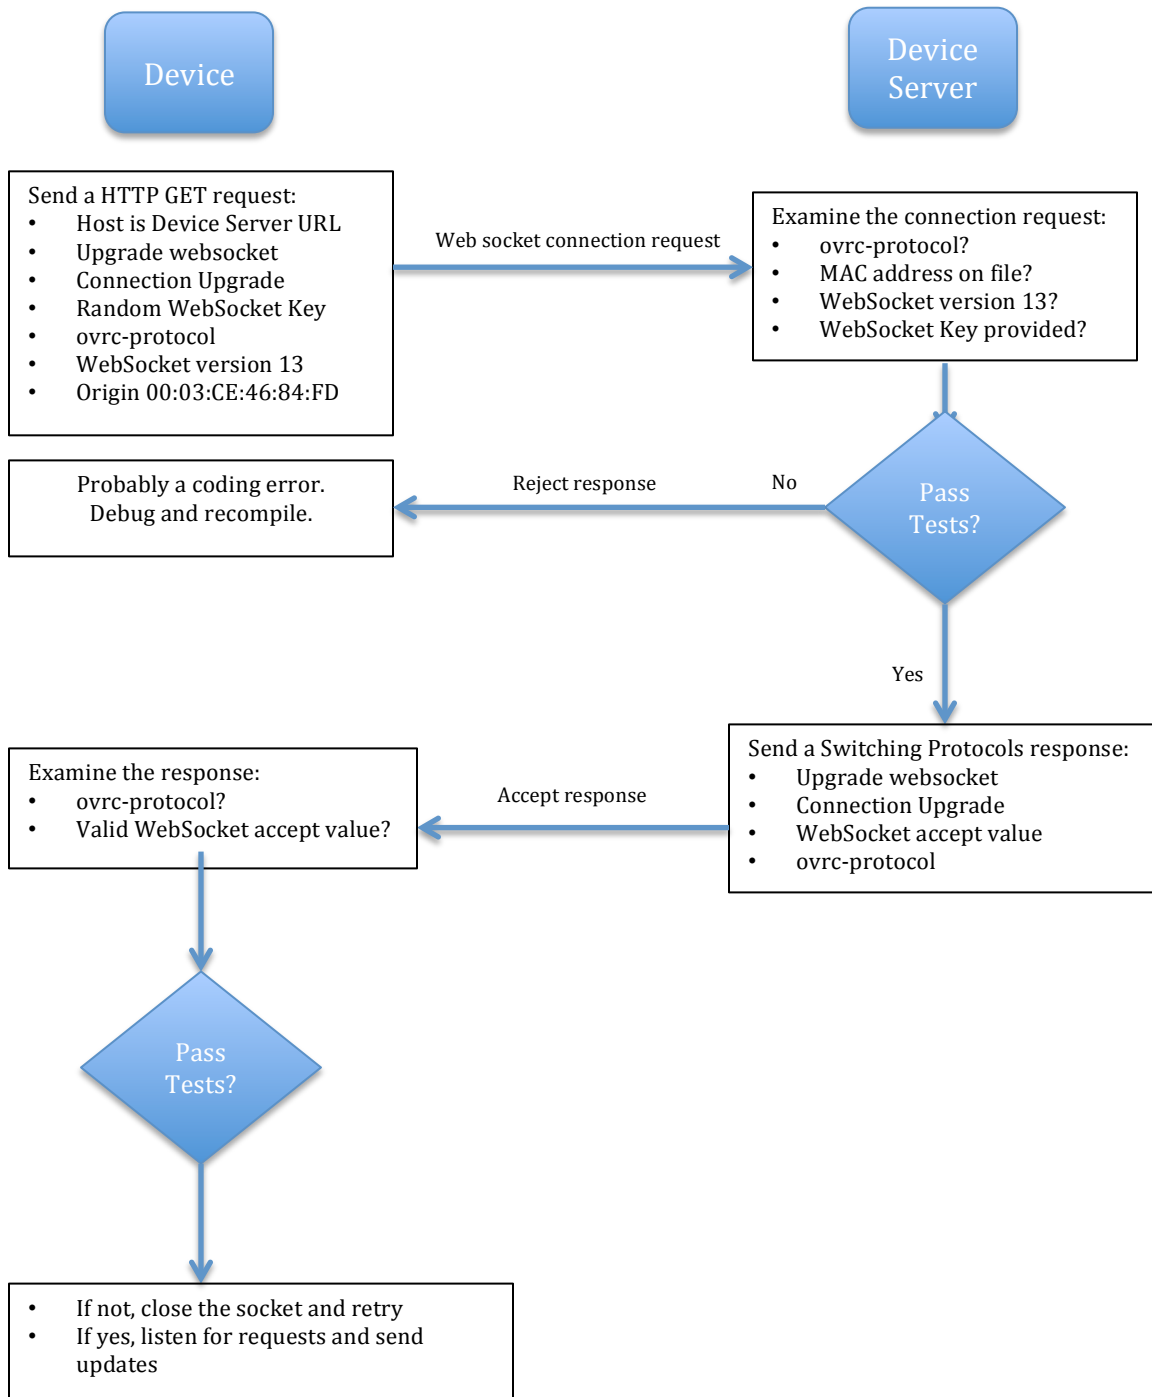 Device
Device
Server
Send a HTTP GET request:
• Host is Device Server URL
• Upgrade websocket
• Connection Upgrade
• Random WebSocket Key
• ovrc-protocol
• WebSocket version 13
• Origin 00:03:CE:46:84:FD
Web socket connection request
Examine the connection request:
• ovrc-protocol?
• MAC address on file?
• WebSocket version 13?
• WebSocket Key provided?
Pass
Tests?
No
Reject response
Probably a coding error.
Debug and recompile.
Yes
Send a Switching Protocols response:
• Upgrade websocket
• Connection Upgrade
• WebSocket accept value
• ovrc-protocol
Accept response
Examine the response:
• ovrc-protocol?
• Valid WebSocket accept value?
Pass
Tests?
• If not, close the socket and retry
• If yes, listen for requests and send
updates